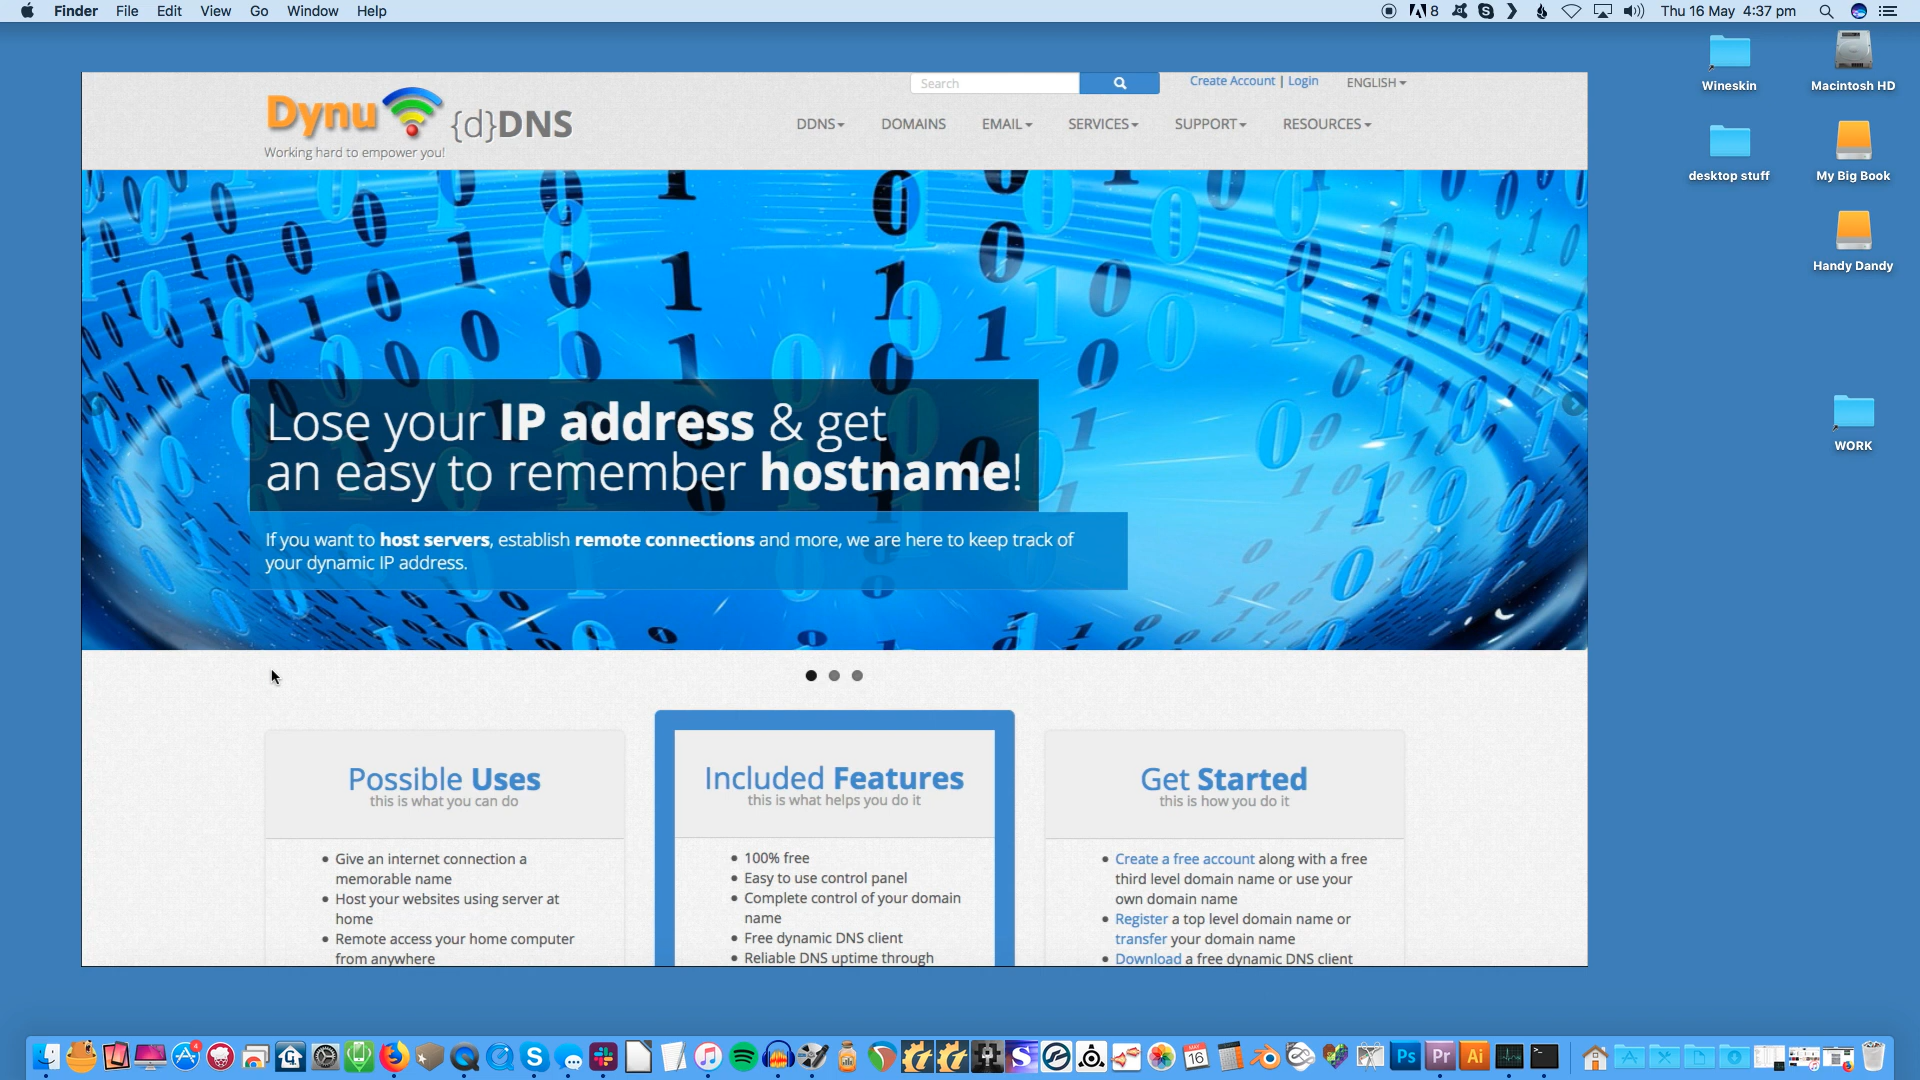 Finder File Edit View Go Window Help
8
Thu 16 May 4:37 pm
Wineskin
Macintosh HD
desktop stuff
My Big Book
Handy Dandy
WORK
Search
Create Account | Login
ENGLISH
Dynu {d}DNS
Working hard to empower you!
DDNS DOMAINS EMAIL SERVICES SUPPORT RESOURCES
Lose your IP address & get
an easy to remember hostname!
If you want to host servers, establish remote connections and more, we are here to keep track of
your dynamic IP address.
Possible Uses
this is what you can do
Give an internet connection a
memorable name
Host your websites using server at
home
Remote access your home computer
from anywhere
Included Features
this is what helps you do it
100% free
Easy to use control panel
Complete control of your domain
name
Free dynamic DNS client
Reliable DNS uptime through
Get Started
this is how you do it
Create a free account along with a free
third level domain name or use your
own domain name
Register a top level domain name or
transfer your domain name
Download a free dynamic DNS client
4
16
Ps
Pr
Ai